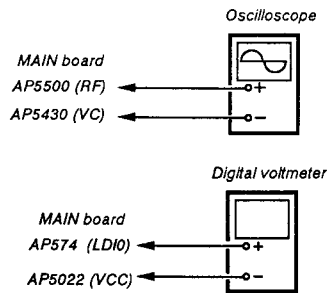 Oscilloscope
MAIN board
AP5500 (RF)
+
AP5430 (VC)
–
Digital voltmeter
MAIN board
AP574 (LDI0)
+
AP5022 (VCC)
–